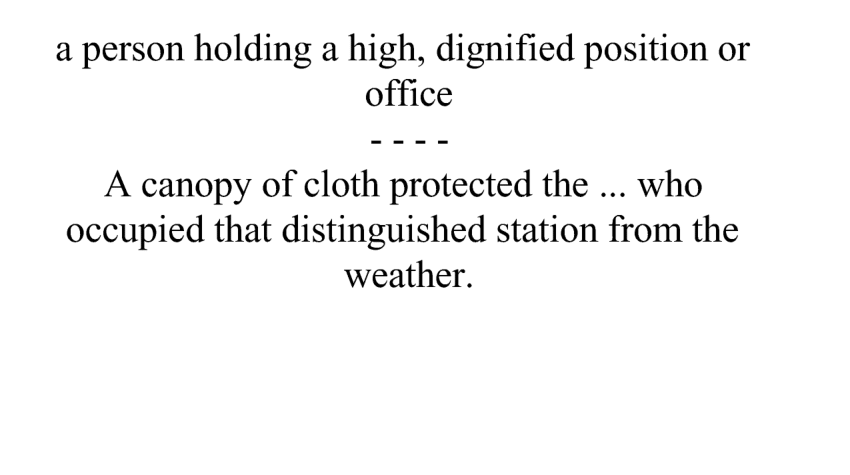 a person holding a high, dignified position or
office
- - - -
A canopy of cloth protected the ... who
occupied that distinguished station from the
weather.